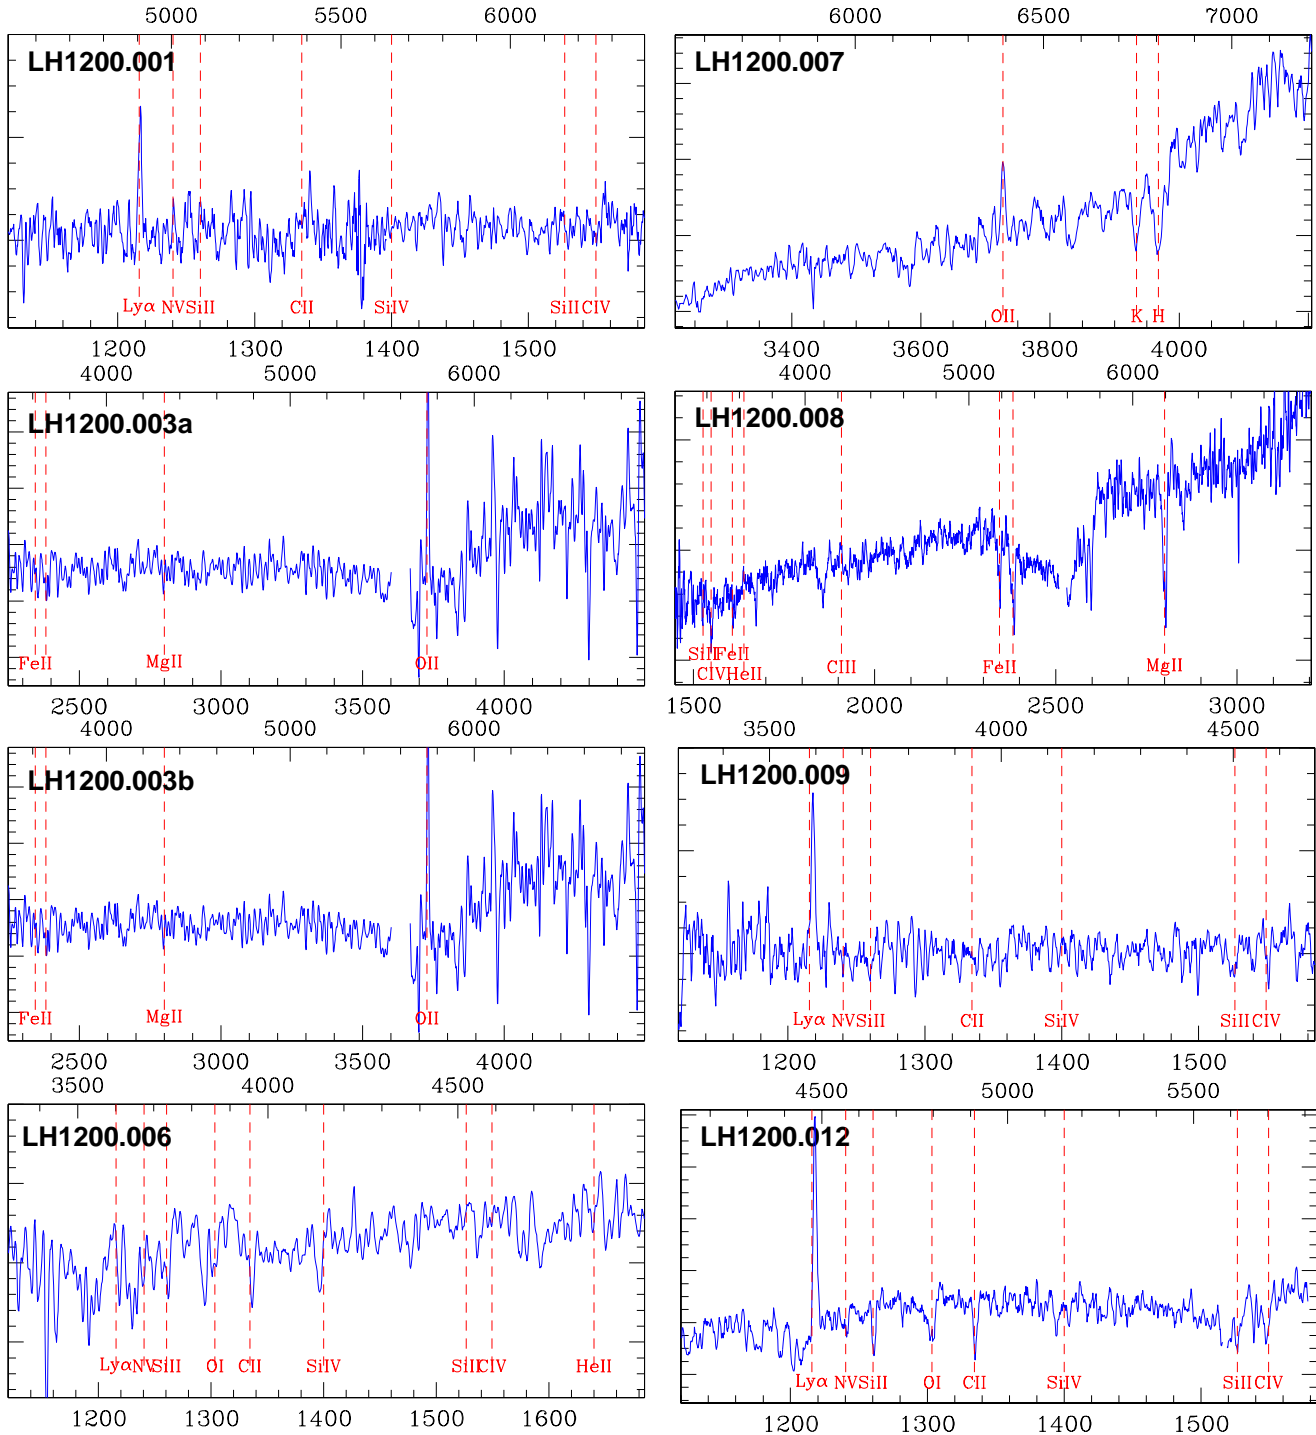 5000 5500 6000
LH1200.001
Lyα NV SiII CII SiIV SiII CIV
1200 1300 1400 1500
6000 6500 7000
LH1200.007
OII K H
3400 3600 3800 4000
4000 5000 6000
LH1200.003a
FeII MgII OII
2500 3000 3500 4000
4000 5000 6000
LH1200.008
SiII FeII CIII FeII MgII
CIV HeII
1500 2000 2500 3000
4000 5000 6000
LH1200.003b
FeII MgII OII
2500 3000 3500 4000
3500 4000 4500
LH1200.009
Lyα NV SiII CII SiIV SiII CIV
1200 1300 1400 1500
3500 4000 4500
LH1200.006
Lyα NV SiII OI CII SiIV SiII CIV HeII
1200 1300 1400 1500 1600
4500 5000 5500
LH1200.012
Lyα NV SiII OI CII SiIV SiII CIV
1200 1300 1400 1500